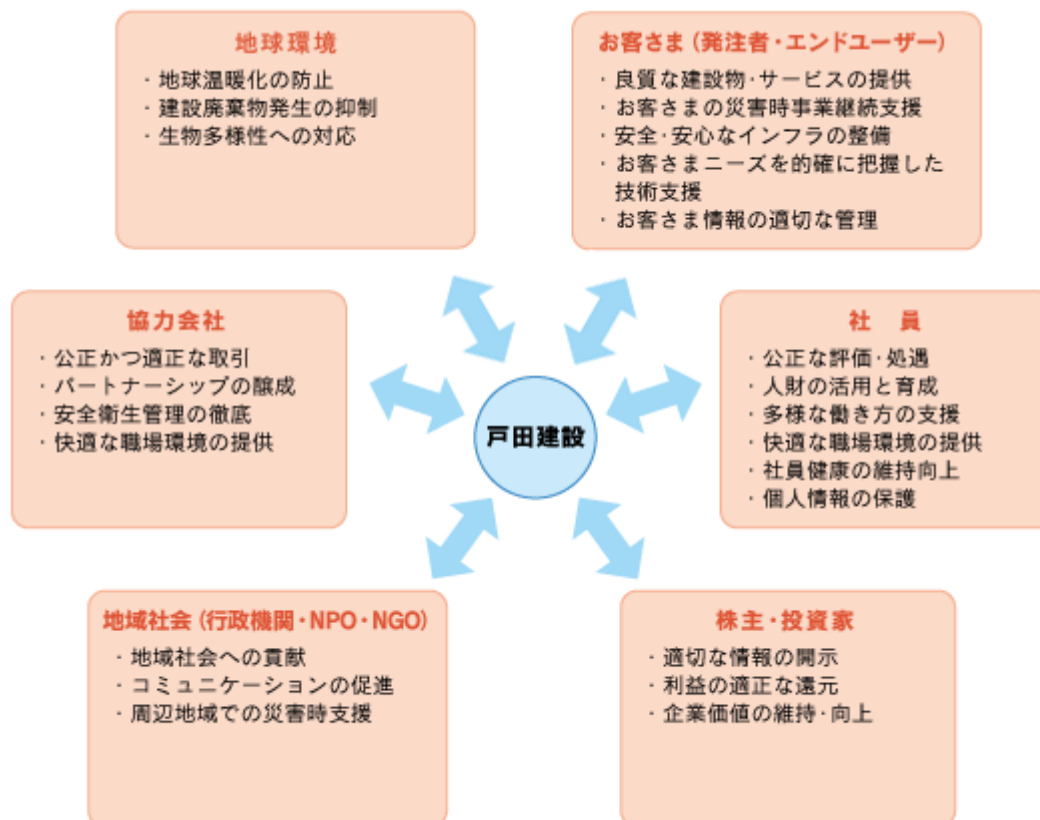 地球環境
・地球温暖化の防止
・建設廃棄物発生の抑制
・生物多様性への対応
お客さま（発注者・エンドユーザー）
・良質な建設物・サービスの提供
・お客さまの災害時事業継続支援
・安全・安心なインフラの整備
・お客さまニーズを的確に把握した
技術支援
・お客さま情報の適切な管理
協力会社
・公正かつ適正な取引
・パートナーシップの醸成
・安全衛生管理の徹底
・快適な職場環境の提供
戸田建設
社　員
・公正な評価・処遇
・人財の活用と育成
・多様な働き方の支援
・快適な職場環境の提供
・社員健康の維持向上
・個人情報の保護
地域社会（行政機関・NPO・NGO）
・地域社会への貢献
・コミュニケーションの促進
・周辺地域での災害時支援
株主・投資家
・適切な情報の開示
・利益の適正な還元
・企業価値の維持・向上